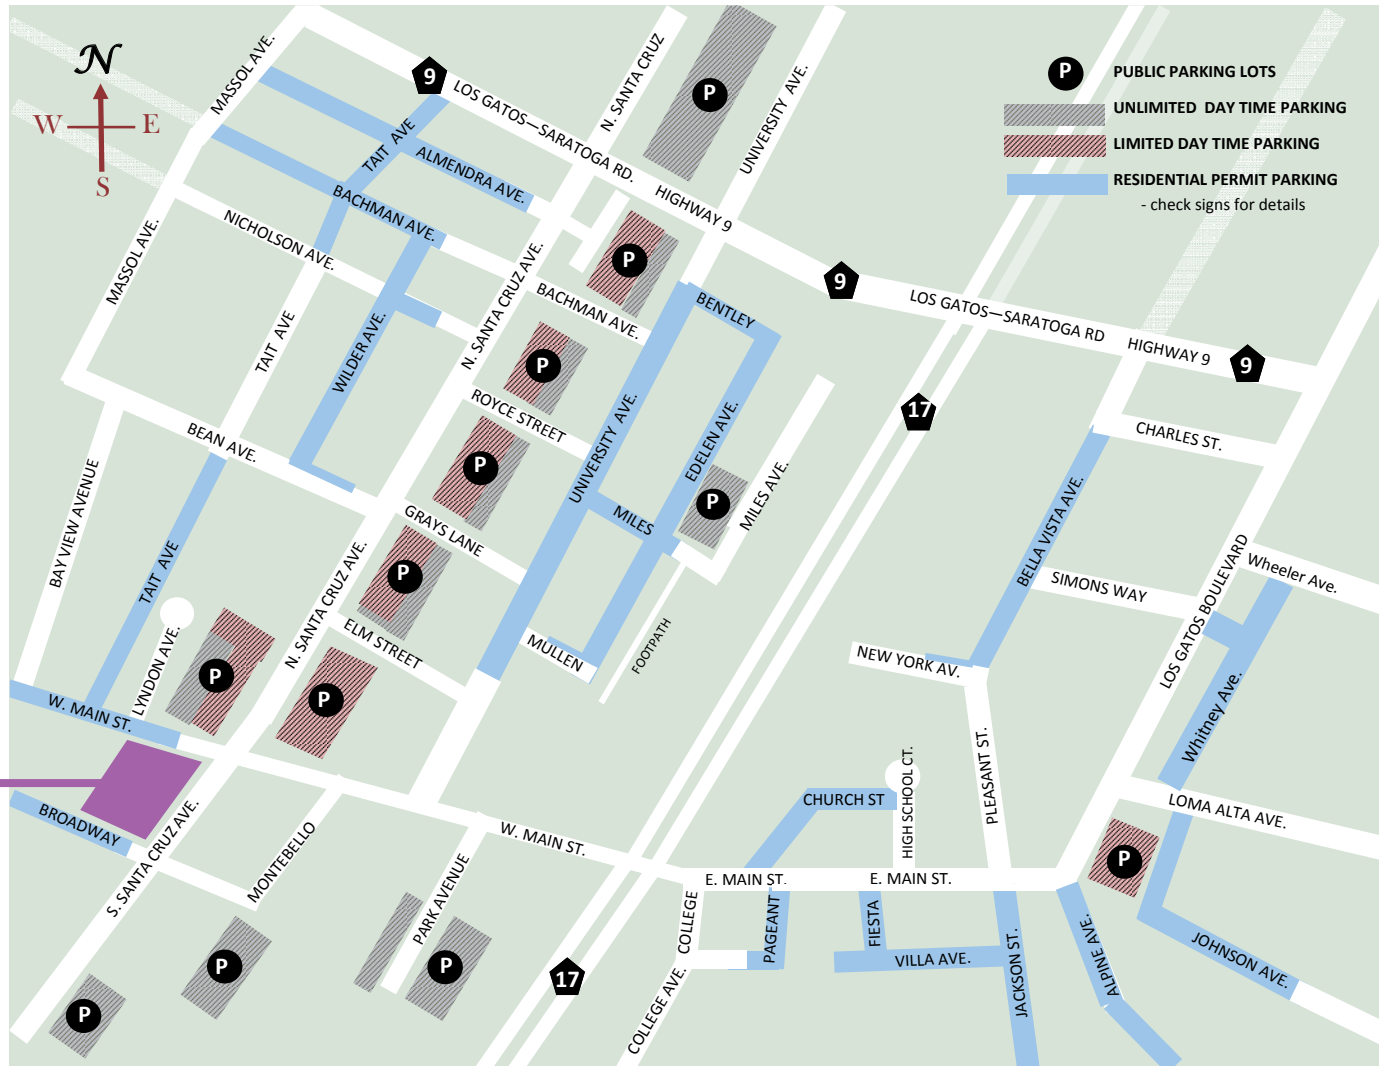 N
W
E
S
MASSOL AVE.
9
LOS GATOS—SARATOGA RD.
HIGHWAY 9
N. SANTA CRUZ
P
UNIVERSITY AVE.
P PUBLIC PARKING LOTS
UNLIMITED DAY TIME PARKING
LIMITED DAY TIME PARKING
RESIDENTIAL PERMIT PARKING
- check signs for details
TAIT AVE
ALMENDRA AVE.
BACHMAN AVE.
NICHOLSON AVE.
MASSOL AVE.
P
N. SANTA CRUZ AVE.
BACHMAN AVE.
BENTLEY
9
LOS GATOS—SARATOGA RD
HIGHWAY 9
9
TAIT AVE
WILDER AVE.
P
ROYCE STREET
17
CHARLES ST.
BEAN AVE.
P
UNIVERSITY AVE.
EDELEN AVE.
P
MILES AVE.
MILES
BAY VIEW AVENUE
TAIT AVE
GRAYS LANE
P
N. SANTA CRUZ AVE.
ELM STREET
MULLEN
FOOTPATH
BELLA VISTA AVE.
SIMONS WAY
LOS GATOS BOULEVARD
Wheeler Ave.
NEW YORK AV.
Whitney Ave.
LYNDON AVE.
P
P
W. MAIN ST.
BROADWAY
S. SANTA CRUZ AVE.
MONTEBELLO
W. MAIN ST.
PARK AVENUE
CHURCH ST
HIGH SCHOOL CT.
PLEASANT ST.
LOMA ALTA AVE.
P
E. MAIN ST.
E. MAIN ST.
COLLEGE
PAGEANT
FIESTA
VILLA AVE.
JACKSON ST.
ALPINE AVE.
JOHNSON AVE.
P
P
P
17
COLLEGE AVE.